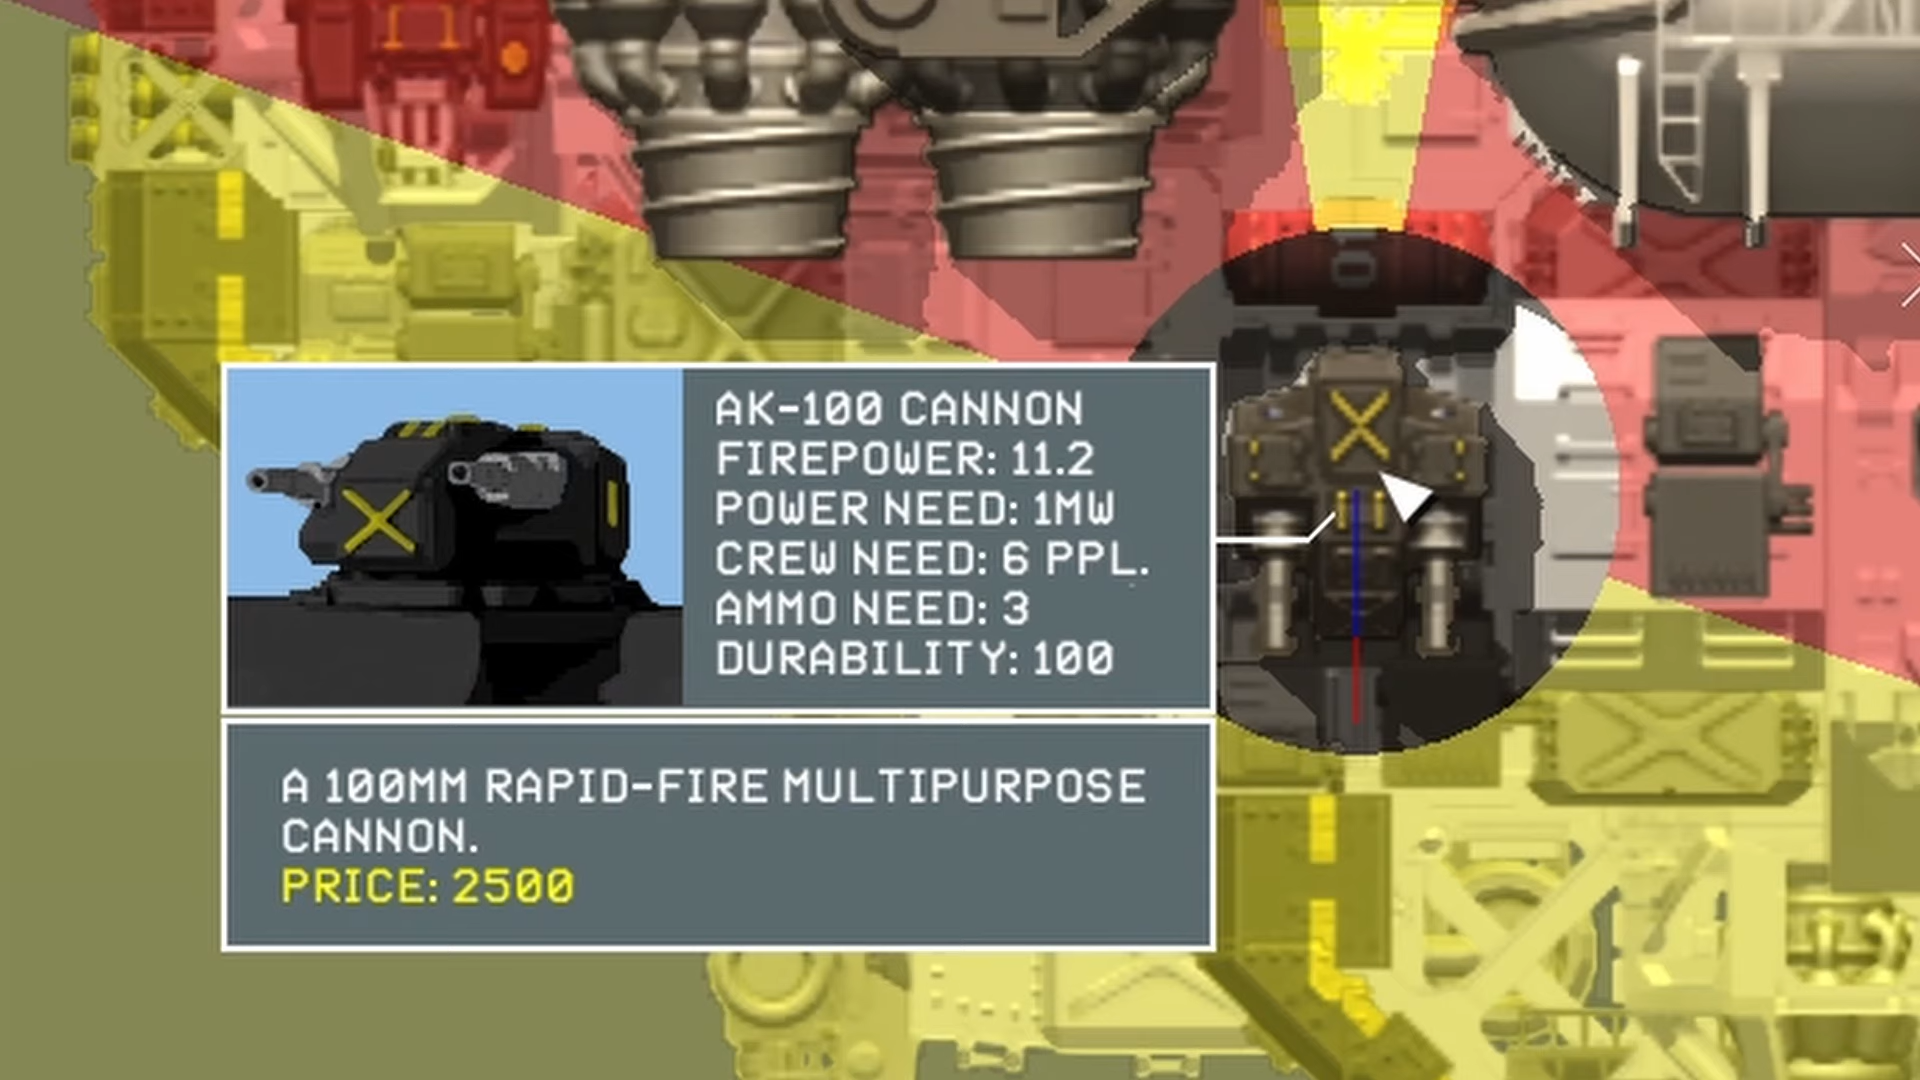 AK-100 CANNON
FIREPOWER: 11.2
POWER NEED: 1MW
CREW NEED: 6 PPL.
AMMO NEED: 3
DURABILITY: 100
A 100MM RAPID-FIRE MULTIPURPOSE
CANNON.
PRICE: 2500